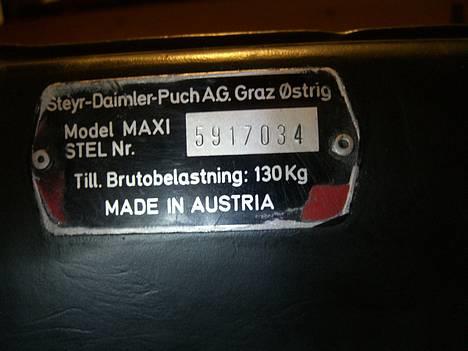 Steyr-Daimler-Puch A.G. Graz Østrig
Model MAXI 5917034
STEL Nr.
Till. Brutobelastning: 130 Kg
MADE IN AUSTRIA